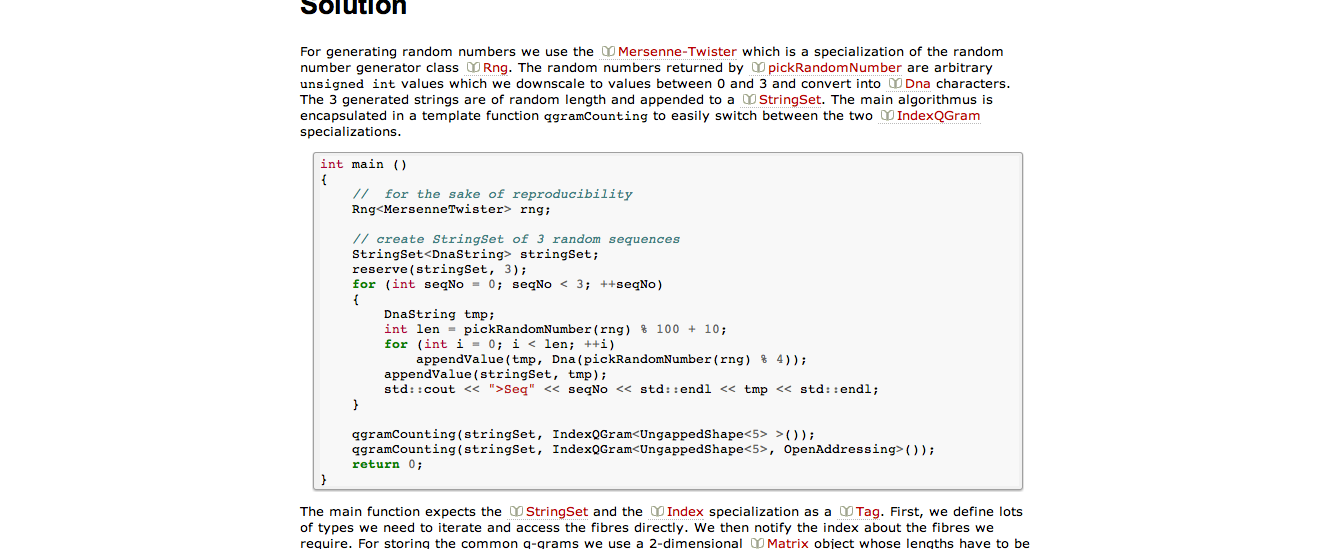 Solution
For generating random numbers we use the Mersenne-Twister which is a specialization of the random
number generator class Rng. The random numbers returned by pickRandomNumber are arbitrary
unsigned int values which we downscale to values between 0 and 3 and convert into Dna characters.
The 3 generated strings are of random length and appended to a StringSet. The main algorithmus is
encapsulated in a template function qgramCounting to easily switch between the two IndexQGram
specializations.
int main ()
{
    //  for the sake of reproducibility
    Rng<MersenneTwister> rng;

    // create StringSet of 3 random sequences
    StringSet<DnaString> stringSet;
    reserve(stringSet, 3);
    for (int seqNo = 0; seqNo < 3; ++seqNo)
    {
        DnaString tmp;
        int len = pickRandomNumber(rng) % 100 + 10;
        for (int i = 0; i < len; ++i)
            appendValue(tmp, Dna(pickRandomNumber(rng) % 4));
        appendValue(stringSet, tmp);
        std::cout << ">Seq" << seqNo << std::endl << tmp << std::endl;
    }

    qgramCounting(stringSet, IndexQGram<UngappedShape<5> >());
    qgramCounting(stringSet, IndexQGram<UngappedShape<5>, OpenAddressing>());
    return 0;
}
The main function expects the StringSet and the Index specialization as a Tag. First, we define lots
of types we need to iterate and access the fibres directly. We then notify the index about the fibres we
require. For storing the common q-grams we use a 2-dimensional Matrix object whose lengths have to be